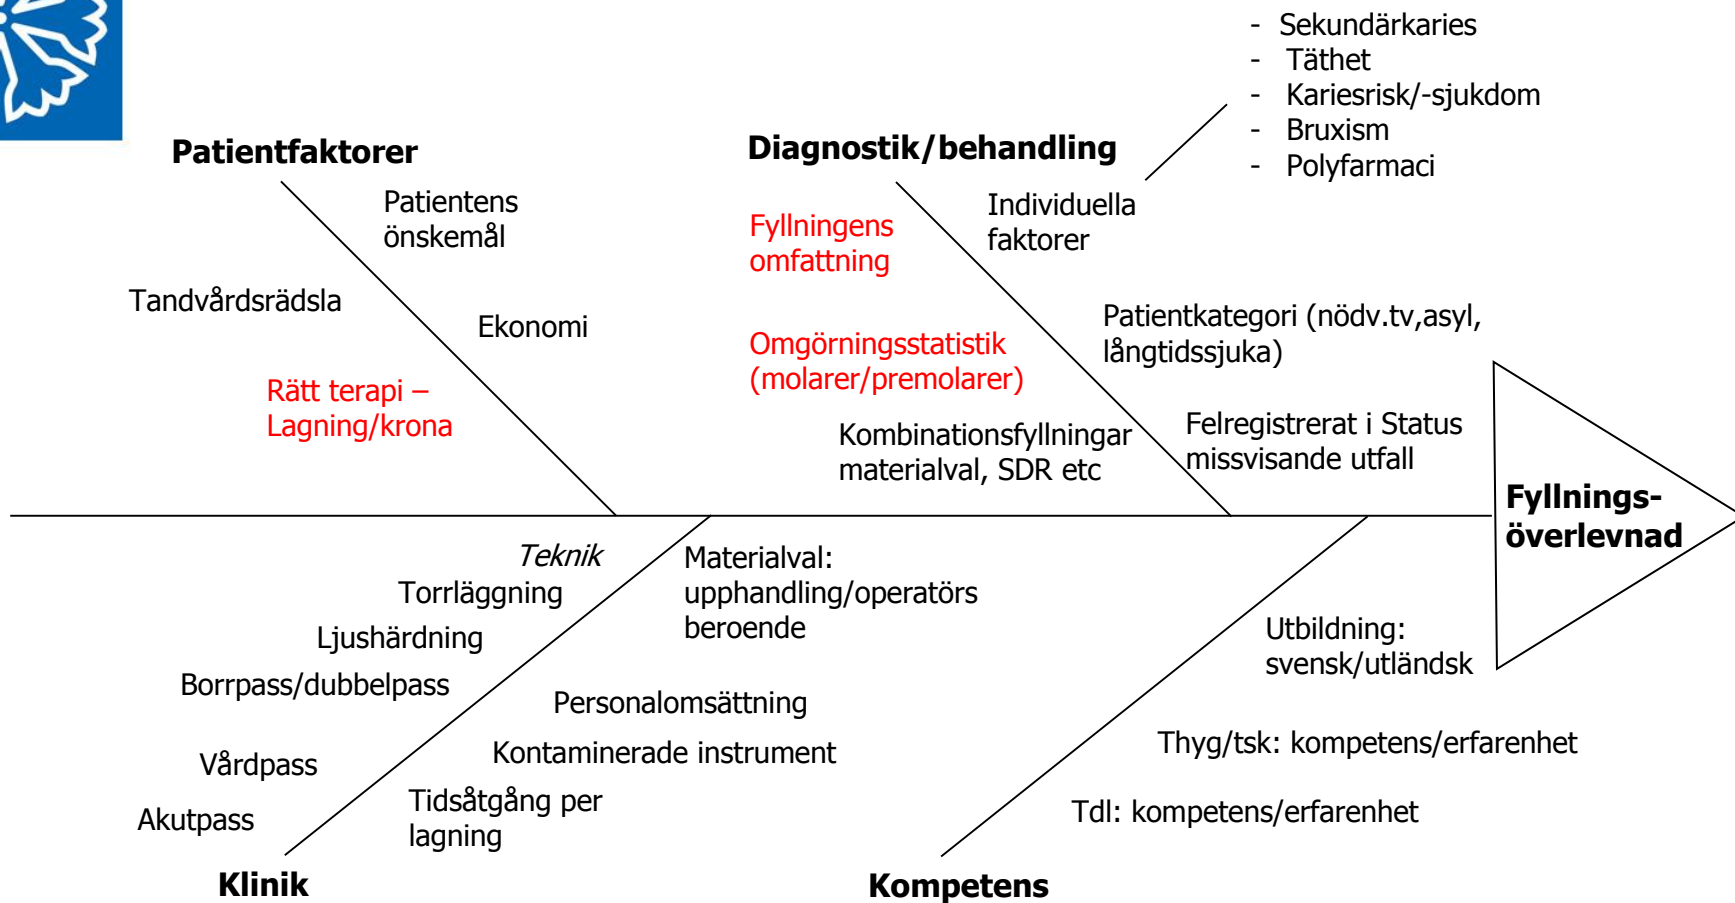 - Sekundärkaries
- Täthet
- Kariesrisk/-sjukdom
- Bruxism
- Polyfarmaci
Patientfaktorer
Diagnostik/behandling
Patientens
önskemål
Tandvårdsrädsla
Ekonomi
Rätt terapi –
Lagning/krona
Fyllningens
omfattning
Individuella
faktorer
Omgörningsstatistik
(molarer/premolarer)
Patientkategori (nödv.tv,asyl,
långtidssjuka)
Kombinationsfyllningar
materialval, SDR etc
Felregistrerat i Status
missvisande utfall
Fyllnings-
överlevnad
Teknik
Torrläggning
Ljushärdning
Borrpass/dubbelpass
Vårdpass
Akutpass
Materialval:
upphandling/operatörs
beroende
Personalomsättning
Kontaminerade instrument
Tidsåtgång per
lagning
Utbildning:
svensk/utländsk
Thyg/tsk: kompetens/erfarenhet
Tdl: kompetens/erfarenhet
Klinik
Kompetens